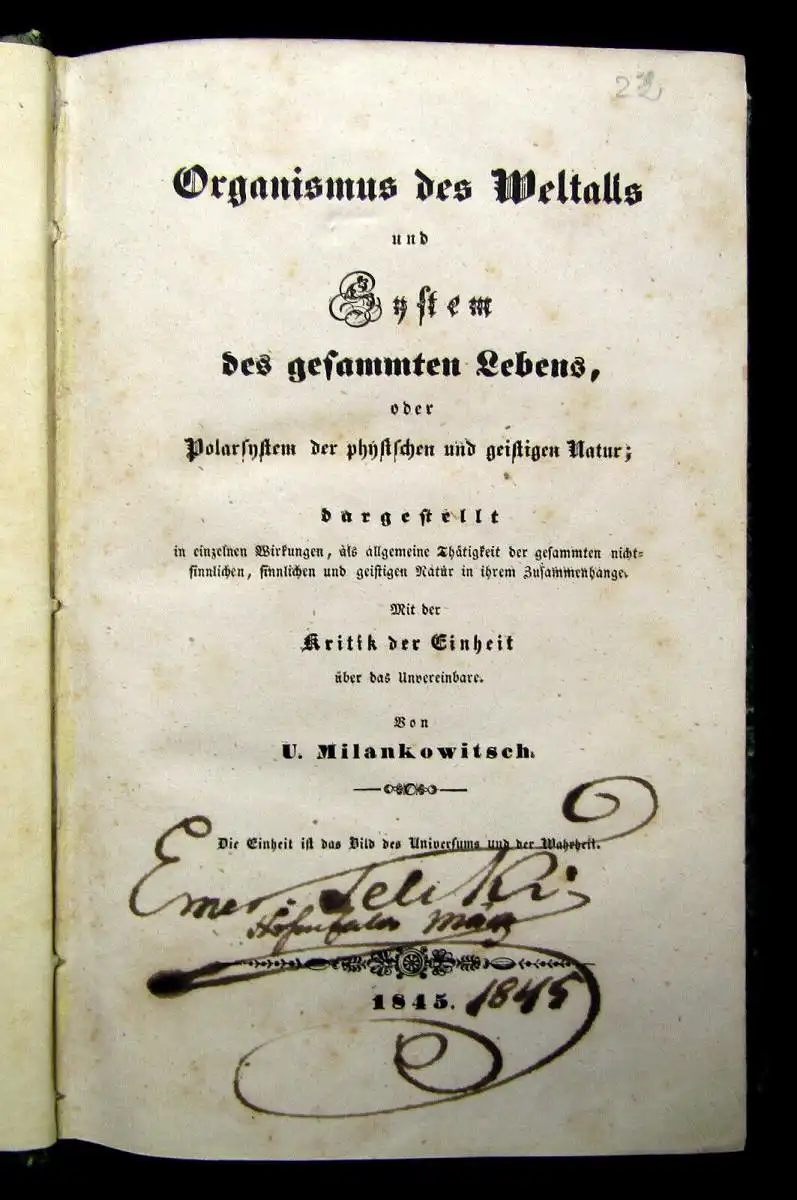 22
Organismus des Weltalls
und
System
des gesammten Lebens,
oder
Polarsystem der physischen und geistigen Natur;
dargestellt
in einzelnen Wirkungen, als allgemeine Thätigkeit der gesammten nicht=
sinnlichen, sinnlichen und geistigen Natur in ihrem Zusammenhange.
Mit der
Kritik der Einheit
über das Unvereinbare.
Von
U. Milankowitsch.
Die Einheit ist das Bild des Universums und der Wahrheit.
März
1845. 1845